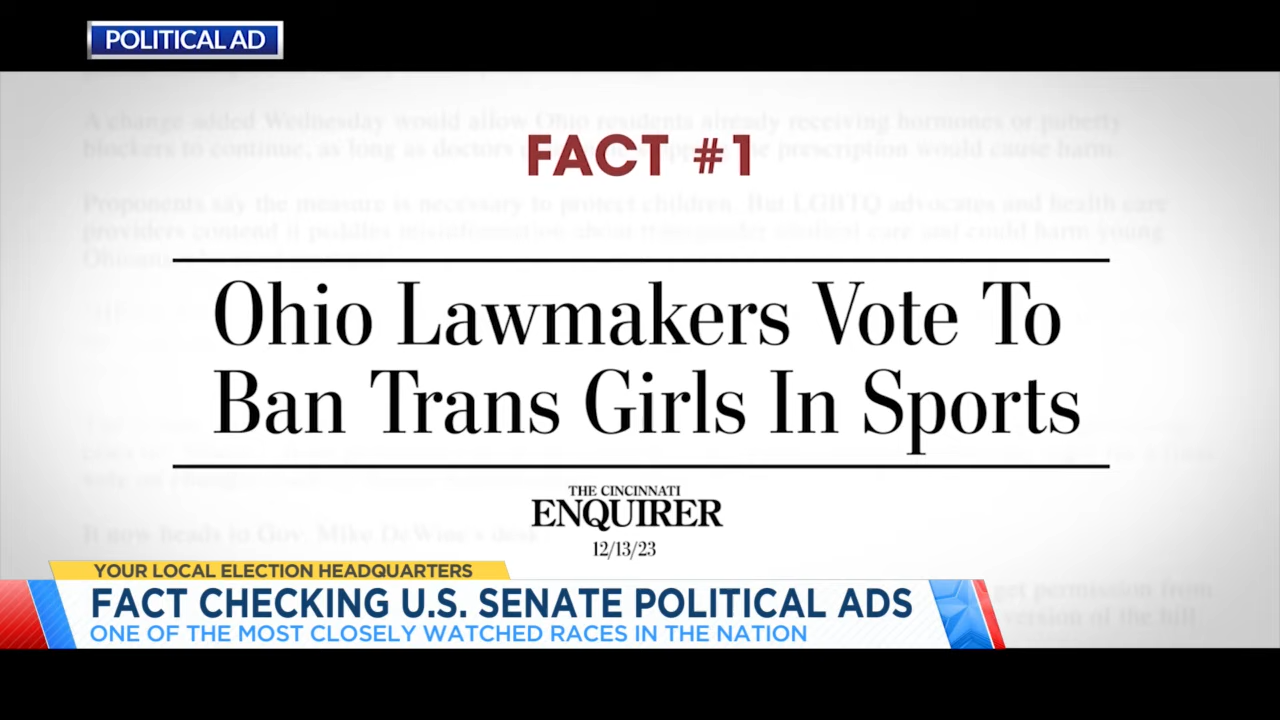 POLITICAL AD
A change added Wednesday would allow Ohio residents already receiving hormones or puberty
FACT #1
blockers to continue, as long as doctors prescription would cause harm
Proponents say the measure is necessary to protect children. But LGBTQ advocates and health care
providers contend it peddles misinformation about transgender medical care and could harm young
Ohio Lawmakers Vote To
Ban Trans Girls In Sports
THE CINCINNATI
ENQUIRER
It now heads to Gov. Mike DeWine's desk
12/13/23
YOUR LOCAL ELECTION HEADQUARTERS
get permission from
FACT CHECKING U.S. SENATE POLITICAL ADS
version of the bill
ONE OF THE MOST CLOSELY WATCHED RACES IN THE NATION